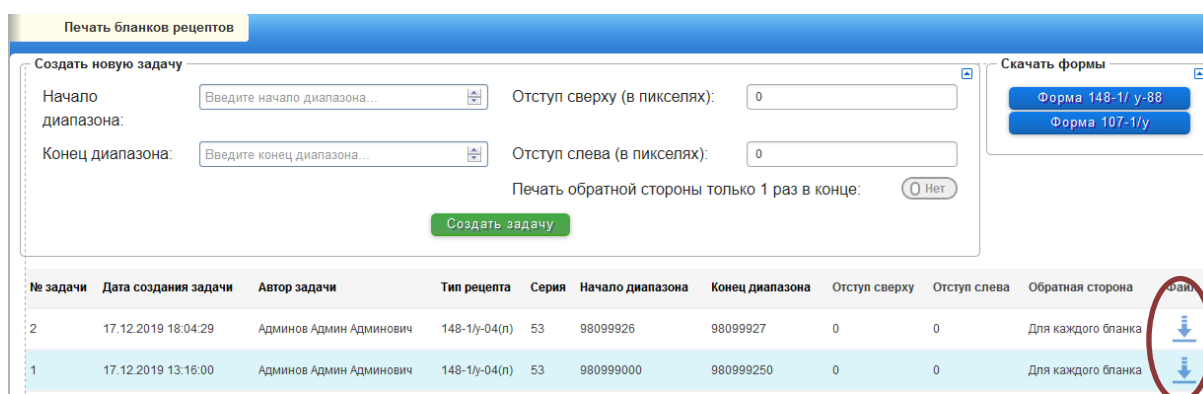 Печать бланков рецептов
Создать новую задачу
Начало диапазона:
Введите начало диапазона...
Отступ сверху (в пикселях):
0
Конец диапазона:
Введите конец диапазона...
Отступ слева (в пикселях):
0
Печать обратной стороны только 1 раз в конце:
Нет
Создать задачу
Скачать формы
Форма 148-1/ у-88
Форма 107-1/у
№ задачи Дата создания задачи Автор задачи Тип рецепта Серия Начало диапазона Конец диапазона Отступ сверху Отступ слева Обратная сторона Файл
2 17.12.2019 18:04:29 Админов Админ Админович 148-1/у-04(л) 53 98099926 98099927 0 0 Для каждого бланка
1 17.12.2019 13:16:00 Админов Админ Админович 148-1/у-04(л) 53 980999000 980999250 0 0 Для каждого бланка